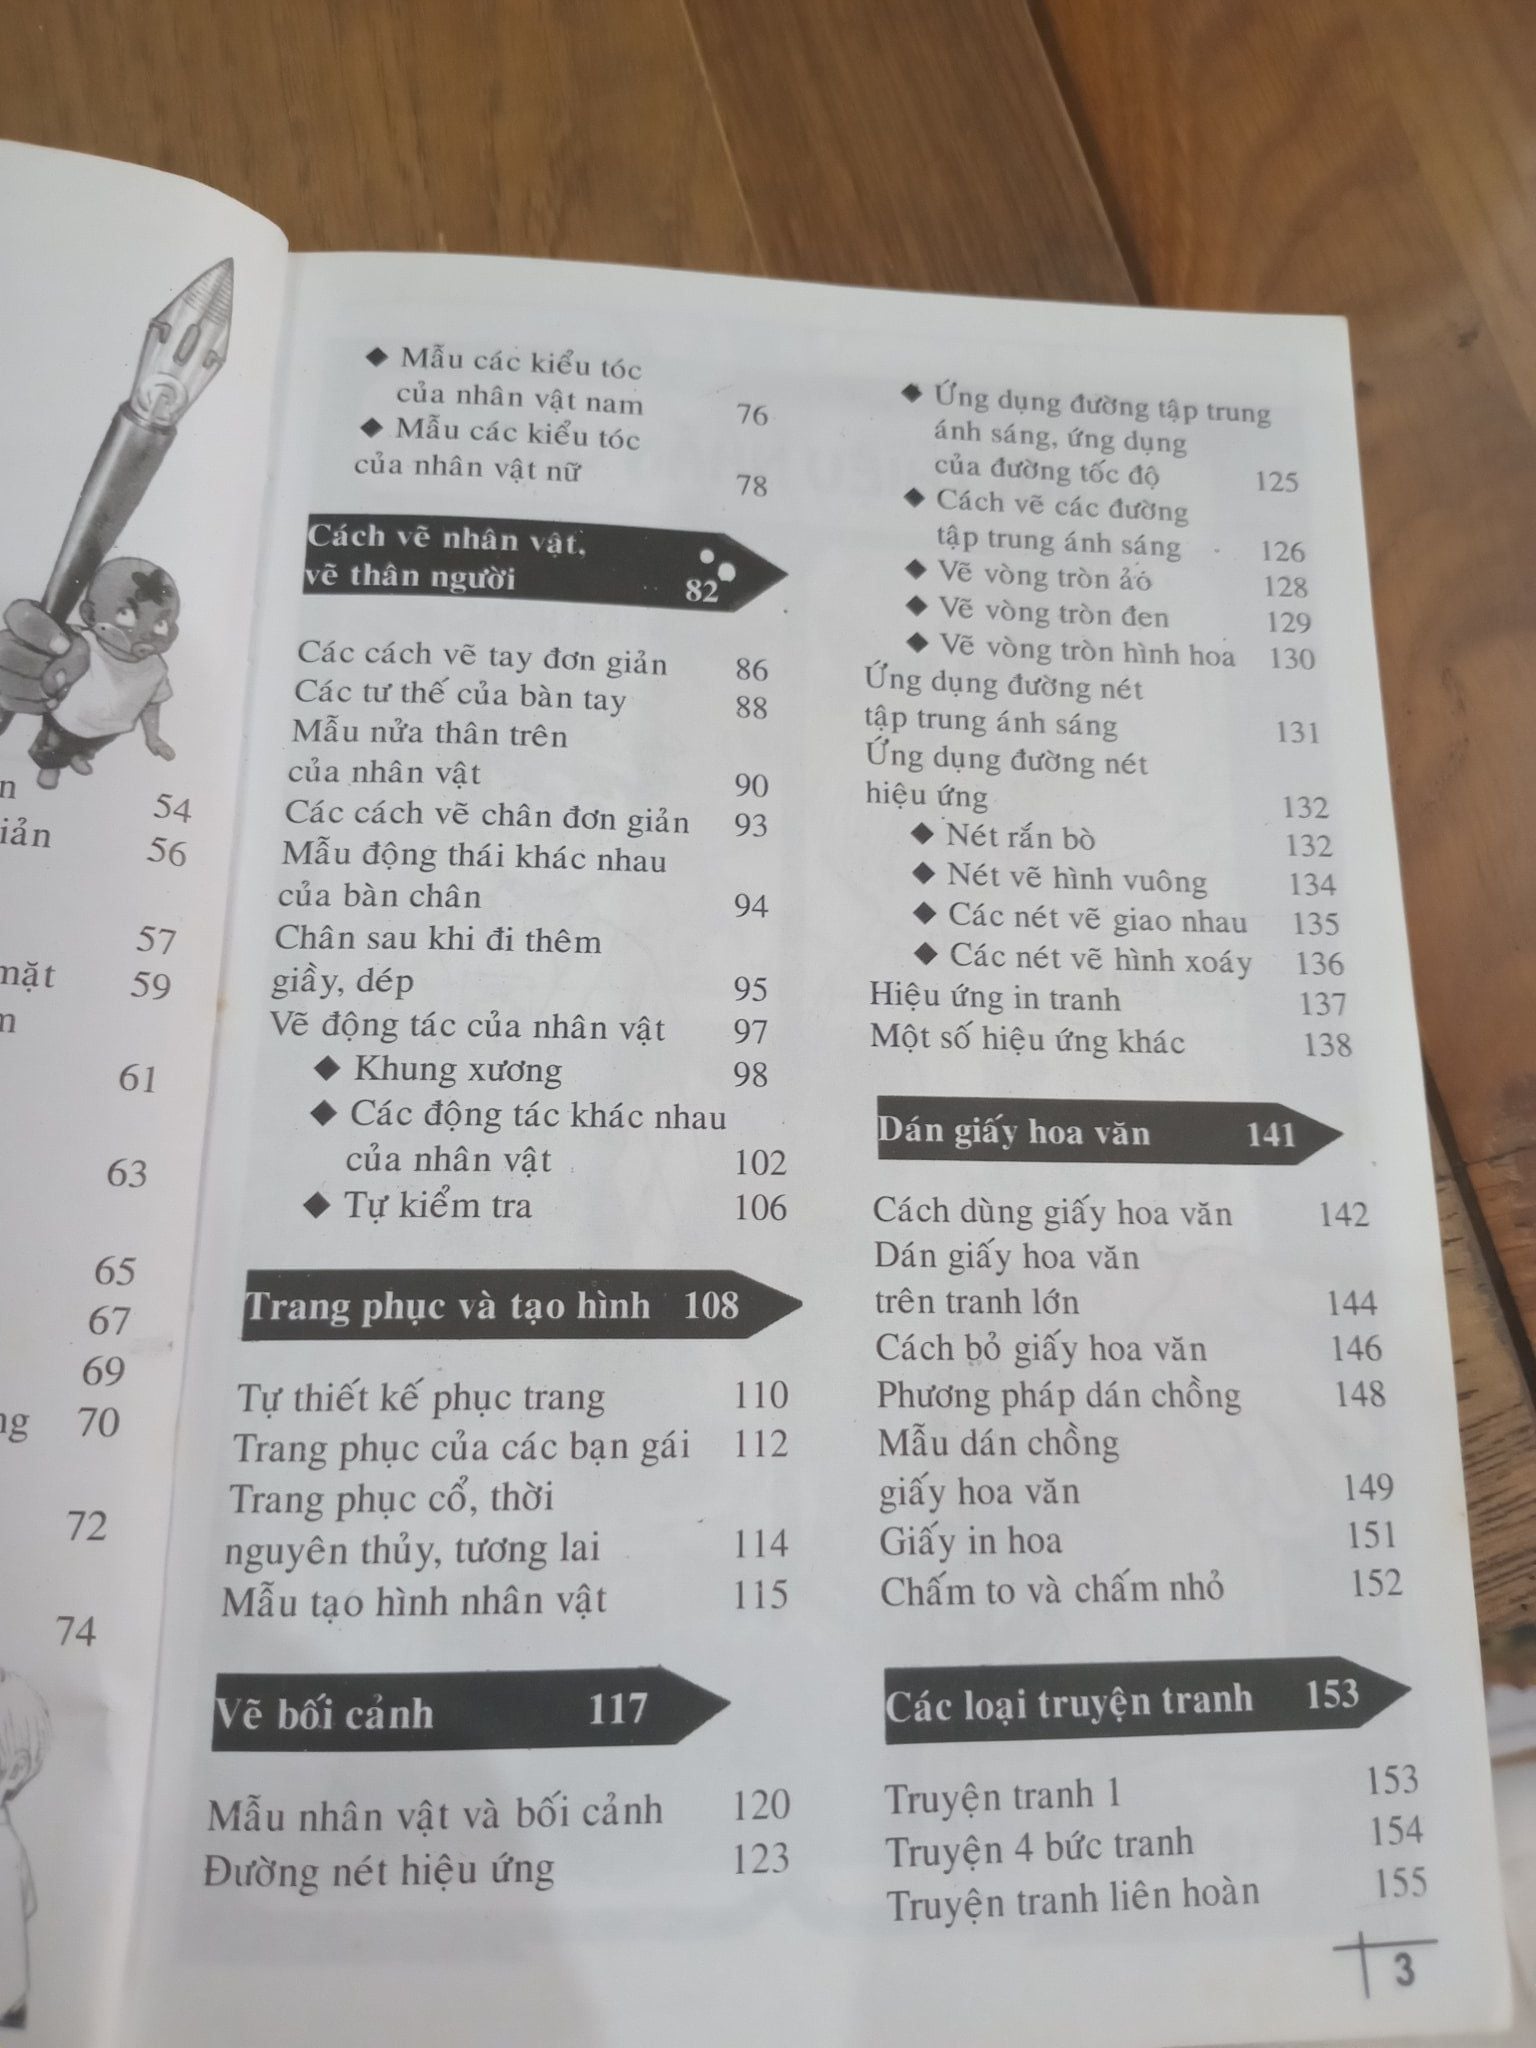 n
54
iản 56
57
mặt 59
m
61
63
65
67
69
ng 70
72
74
◆ Mẫu các kiểu tóc
của nhân vật nam 76
◆ Mẫu các kiểu tóc
của nhân vật nữ 78
Cách vẽ nhân vật,
vẽ thân người 82
Các cách vẽ tay đơn giản 86
Các tư thế của bàn tay 88
Mẫu nửa thân trên
của nhân vật 90
Các cách vẽ chân đơn giản 93
Mẫu động thái khác nhau
của bàn chân 94
Chân sau khi đi thêm
giầy, dép 95
Vẽ động tác của nhân vật 97
◆ Khung xương 98
◆ Các động tác khác nhau
của nhân vật 102
◆ Tự kiểm tra 106
Trang phục và tạo hình 108
Tự thiết kế phục trang 110
Trang phục của các bạn gái 112
Trang phục cổ, thời
nguyên thủy, tương lai 114
Mẫu tạo hình nhân vật 115
Vẽ bối cảnh 117
Mẫu nhân vật và bối cảnh 120
Đường nét hiệu ứng 123
◆ Ứng dụng đường tập trung
ánh sáng, ứng dụng
của đường tốc độ 125
◆ Cách vẽ các đường
tập trung ánh sáng 126
◆ Vẽ vòng tròn ảo 128
◆ Vẽ vòng tròn đen 129
◆ Vẽ vòng tròn hình hoa 130
Ứng dụng đường nét
tập trung ánh sáng 131
Ứng dụng đường nét
hiệu ứng 132
◆ Nét rắn bò 132
◆ Nét vẽ hình vuông 134
◆ Các nét vẽ giao nhau 135
◆ Các nét vẽ hình xoáy 136
Hiệu ứng in tranh 137
Một số hiệu ứng khác 138
Dán giấy hoa văn 141
Cách dùng giấy hoa văn 142
Dán giấy hoa văn
trên tranh lớn 144
Cách bỏ giấy hoa văn 146
Phương pháp dán chồng 148
Mẫu dán chồng
giấy hoa văn 149
Giấy in hoa 151
Chấm to và chấm nhỏ 152
Các loại truyện tranh 153
Truyện tranh 1 153
Truyện 4 bức tranh 154
Truyện tranh liên hoàn 155
3